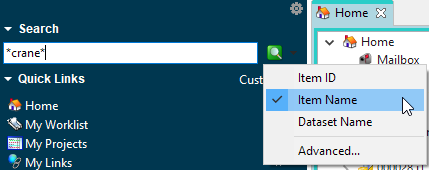 Home
Search
Home
*crane*
Mailbox
Quick Links
Item ID
Home
Item Name
My Worklist
Dataset Name
My Projects
My Links
Advanced...